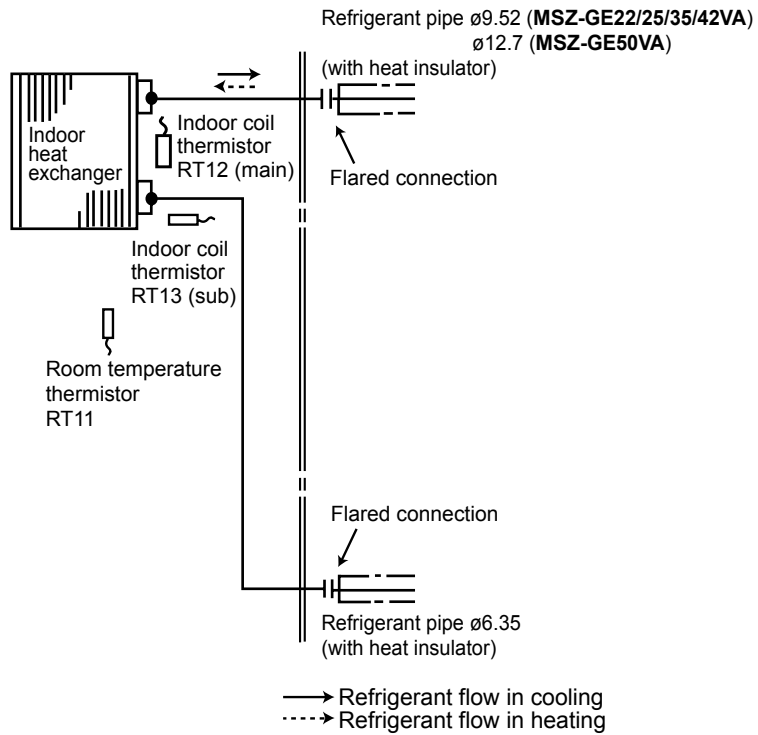 Refrigerant pipe ø9.52 (MSZ-GE22/25/35/42VA)
ø12.7 (MSZ-GE50VA)
(with heat insulator)
Indoor
heat
exchanger
Indoor coil
thermistor
RT12 (main)
Flared connection
Indoor coil
thermistor
RT13 (sub)
Room temperature
thermistor
RT11
Flared connection
Refrigerant pipe ø6.35
(with heat insulator)
Refrigerant flow in cooling
Refrigerant flow in heating